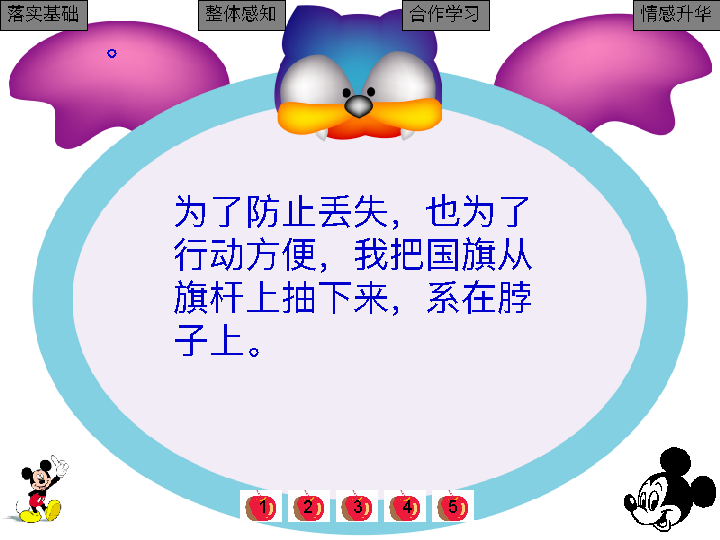 落实基础
整体感知
合作学习
情感升华
。
为了防止丢失，也为了
行动方便，我把国旗从
旗杆上抽下来，系在脖
子上。
1 2 3 4 5